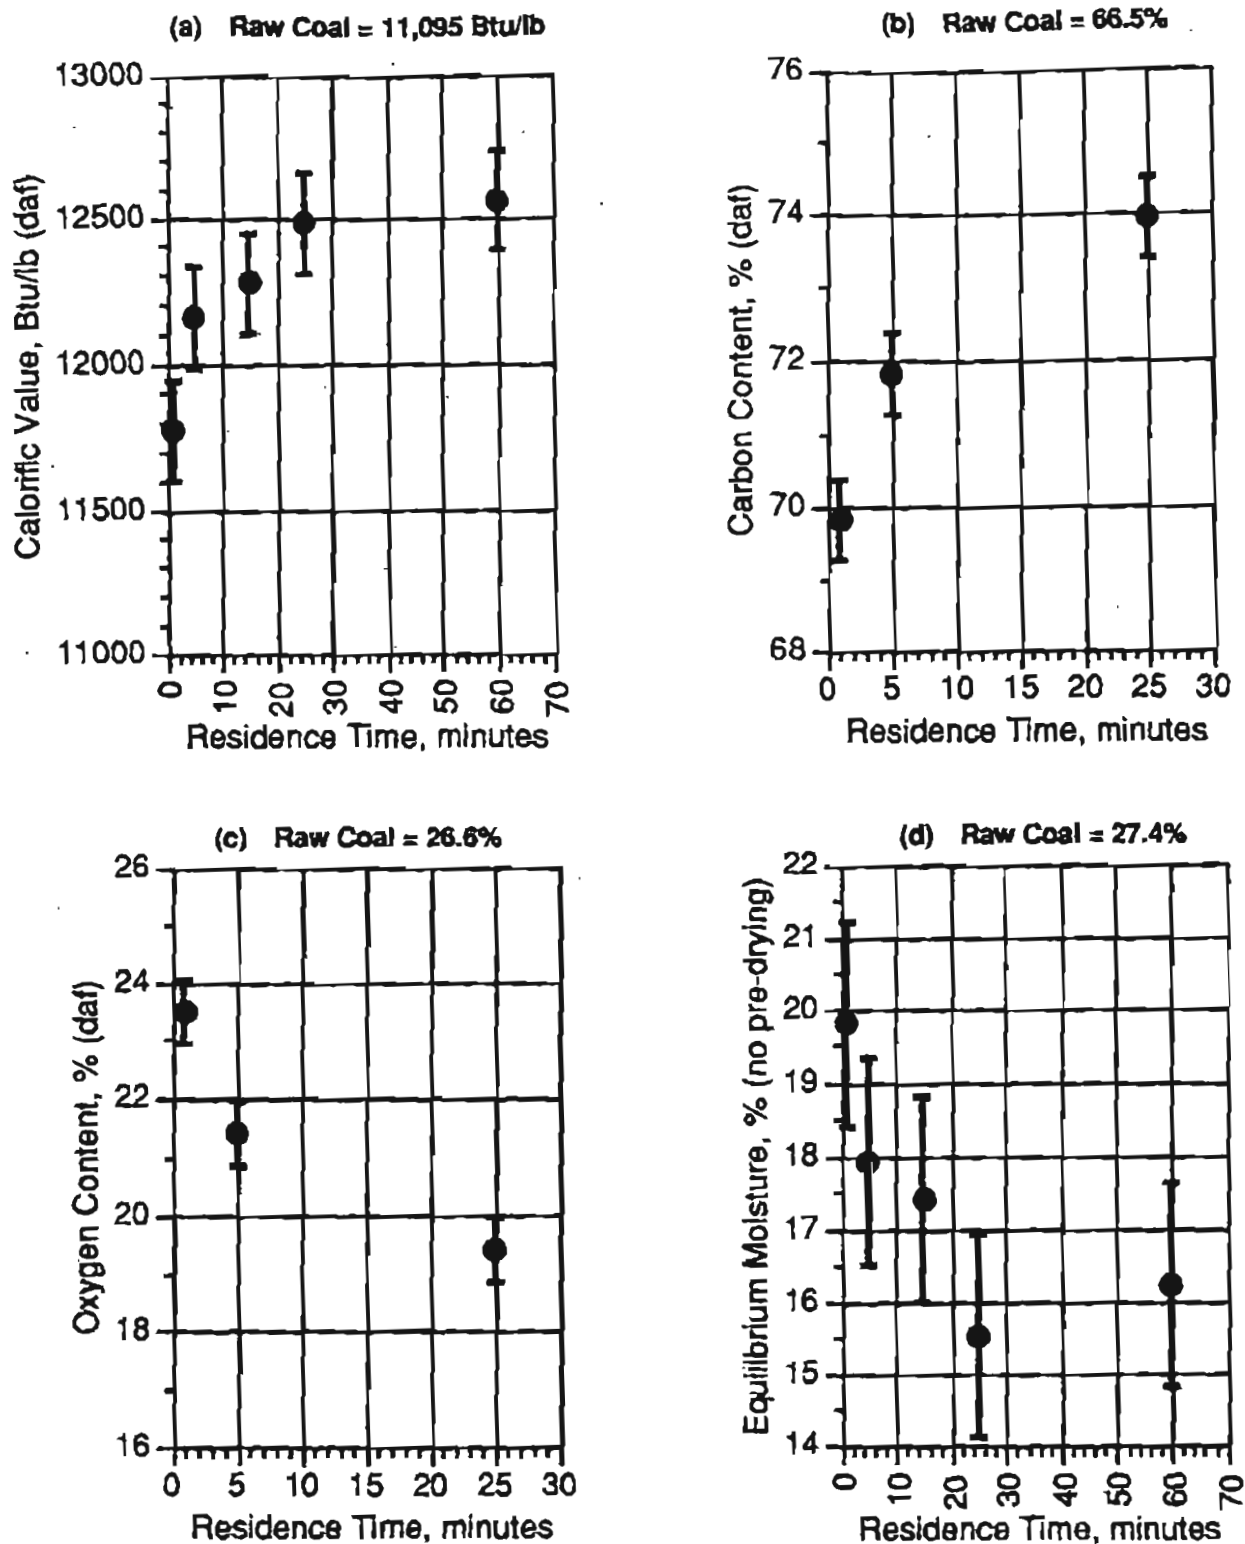 (a) Raw Coal = 11,095 Btu/lb
13000
12500
12000
11500
11000
Calorific Value, Btu/lb (daf)
0 10 20 30 40 50 60 70
Residence Time, minutes
(b) Raw Coal = 66.5%
76
74
72
70
68
Carbon Content, % (daf)
0 5 10 15 20 25 30
Residence Time, minutes
(c) Raw Coal = 26.6%
26
24
22
20
18
16
Oxygen Content, % (daf)
0 5 10 15 20 25 30
Residence Time, minutes
(d) Raw Coal = 27.4%
22
21
20
19
18
17
16
15
14
Equilibrium Moisture, % (no pre-drying)
0 10 20 30 40 50 60 70
Residence Time, minutes